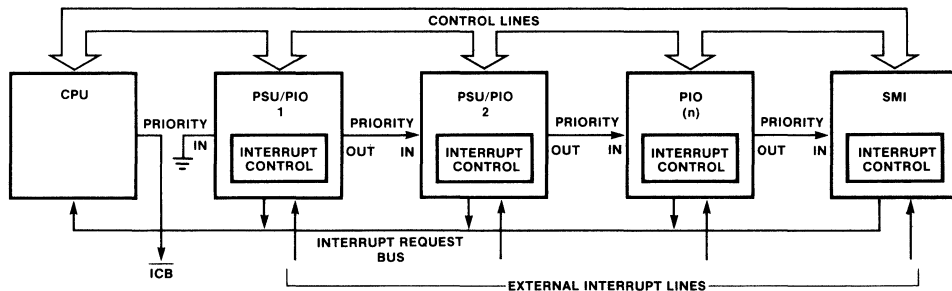 CONTROL LINES
CPU
PRIORITY
IN
PSU/PIO
1
INTERRUPT
CONTROL
PRIORITY
OUT IN
PSU/PIO
2
INTERRUPT
CONTROL
PRIORITY
OUT IN
PIO
(n)
INTERRUPT
CONTROL
PRIORITY
OUT IN
SMI
INTERRUPT
CONTROL
INTERRUPT REQUEST
BUS
ICB
EXTERNAL INTERRUPT LINES